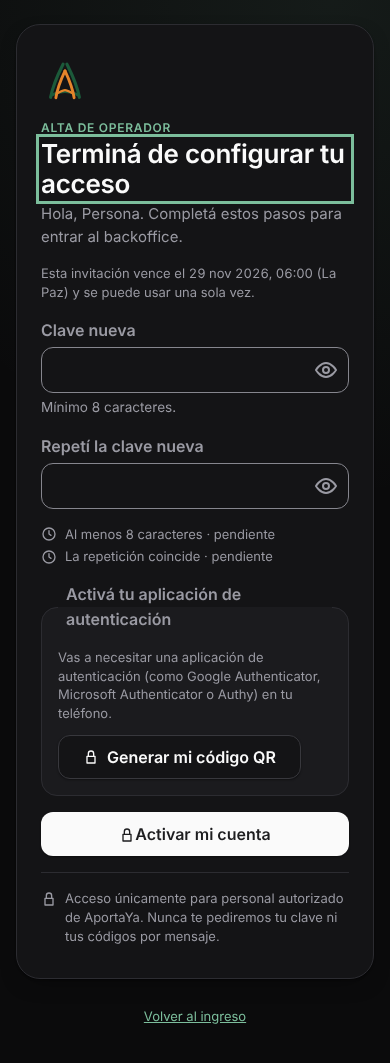 ALTA DE OPERADOR
Terminá de configurar tu
acceso
Hola, Persona. Completá estos pasos para
entrar al backoffice.
Esta invitación vence el 29 nov 2026, 06:00 (La
Paz) y se puede usar una sola vez.
Clave nueva
Mínimo 8 caracteres.
Repetí la clave nueva
Al menos 8 caracteres · pendiente
La repetición coincide · pendiente
Activá tu aplicación de
autenticación
Vas a necesitar una aplicación de
autenticación (como Google Authenticator,
Microsoft Authenticator o Authy) en tu
teléfono.
Generar mi código QR
Activar mi cuenta
Acceso únicamente para personal autorizado
de AportaYa. Nunca te pediremos tu clave ni
tus códigos por mensaje.
Volver al ingreso